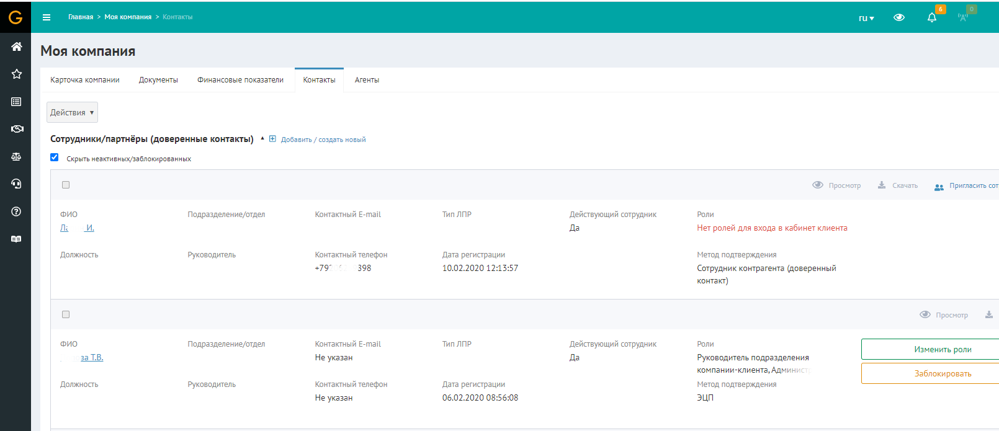 G
Главная > Моя компания > Контакты
ru
6
0
Моя компания
Карточка компании Документы Финансовые показатели Контакты Агенты
Действия
Сотрудники/партнёры (доверенные контакты) Добавить / создать новый
Скрыть неактивных/заблокированных
Просмотр Скачать Пригласить сот
ФИО Подразделение/отдел Контактный E-mail Тип ЛПР Действующий сотрудник Роли
И. Да Нет ролей для входа в кабинет клиента
Должность Руководитель Контактный телефон Дата регистрации Метод подтверждения
398 10.02.2020 12:13:57 Сотрудник контрагента (доверенный
контакт)
Просмотр
ФИО Подразделение/отдел Контактный E-mail Тип ЛПР Действующий сотрудник Роли
за Т.В. Не указан Да Руководитель подразделения
компании-клиента, Админист
Изменить роли
Заблокировать
Должность Руководитель Контактный телефон Дата регистрации Метод подтверждения
Не указан 06.02.2020 08:56:08 ЭЦП